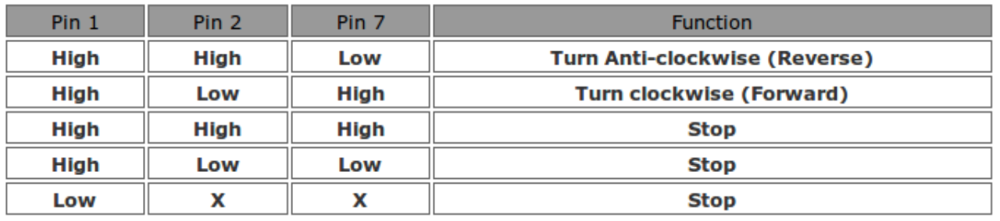 Pin 1 Pin 2 Pin 7 Function
High High Low Turn Anti-clockwise (Reverse)
High Low High Turn clockwise (Forward)
High High High Stop
High Low Low Stop
Low X X Stop